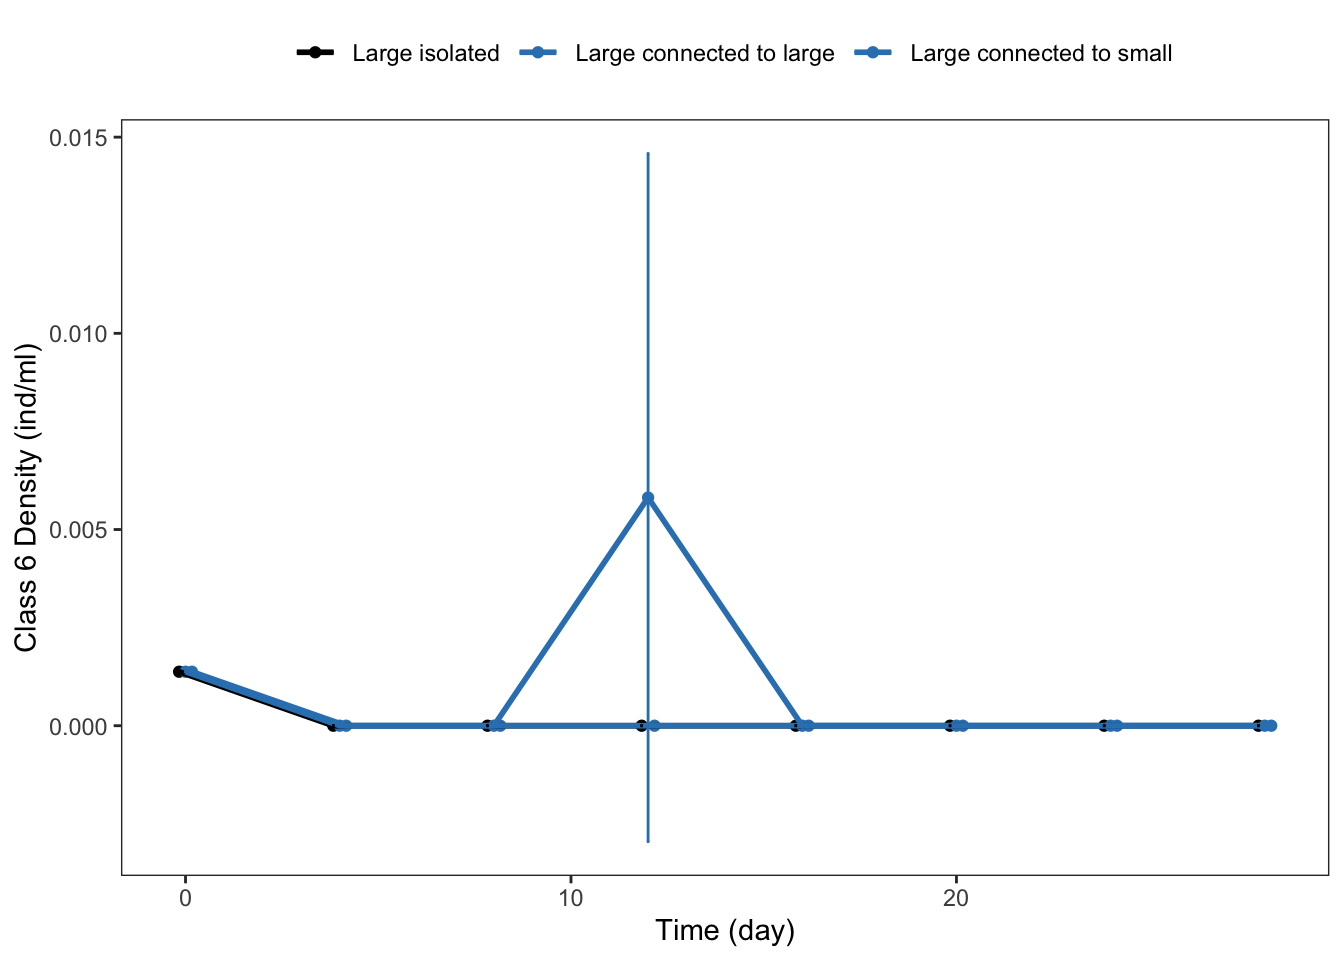 Large isolated Large connected to large Large connected to small
0.015
0.010
0.005
0.000
Class 6 Density (ind/ml)
0 10 20
Time (day)